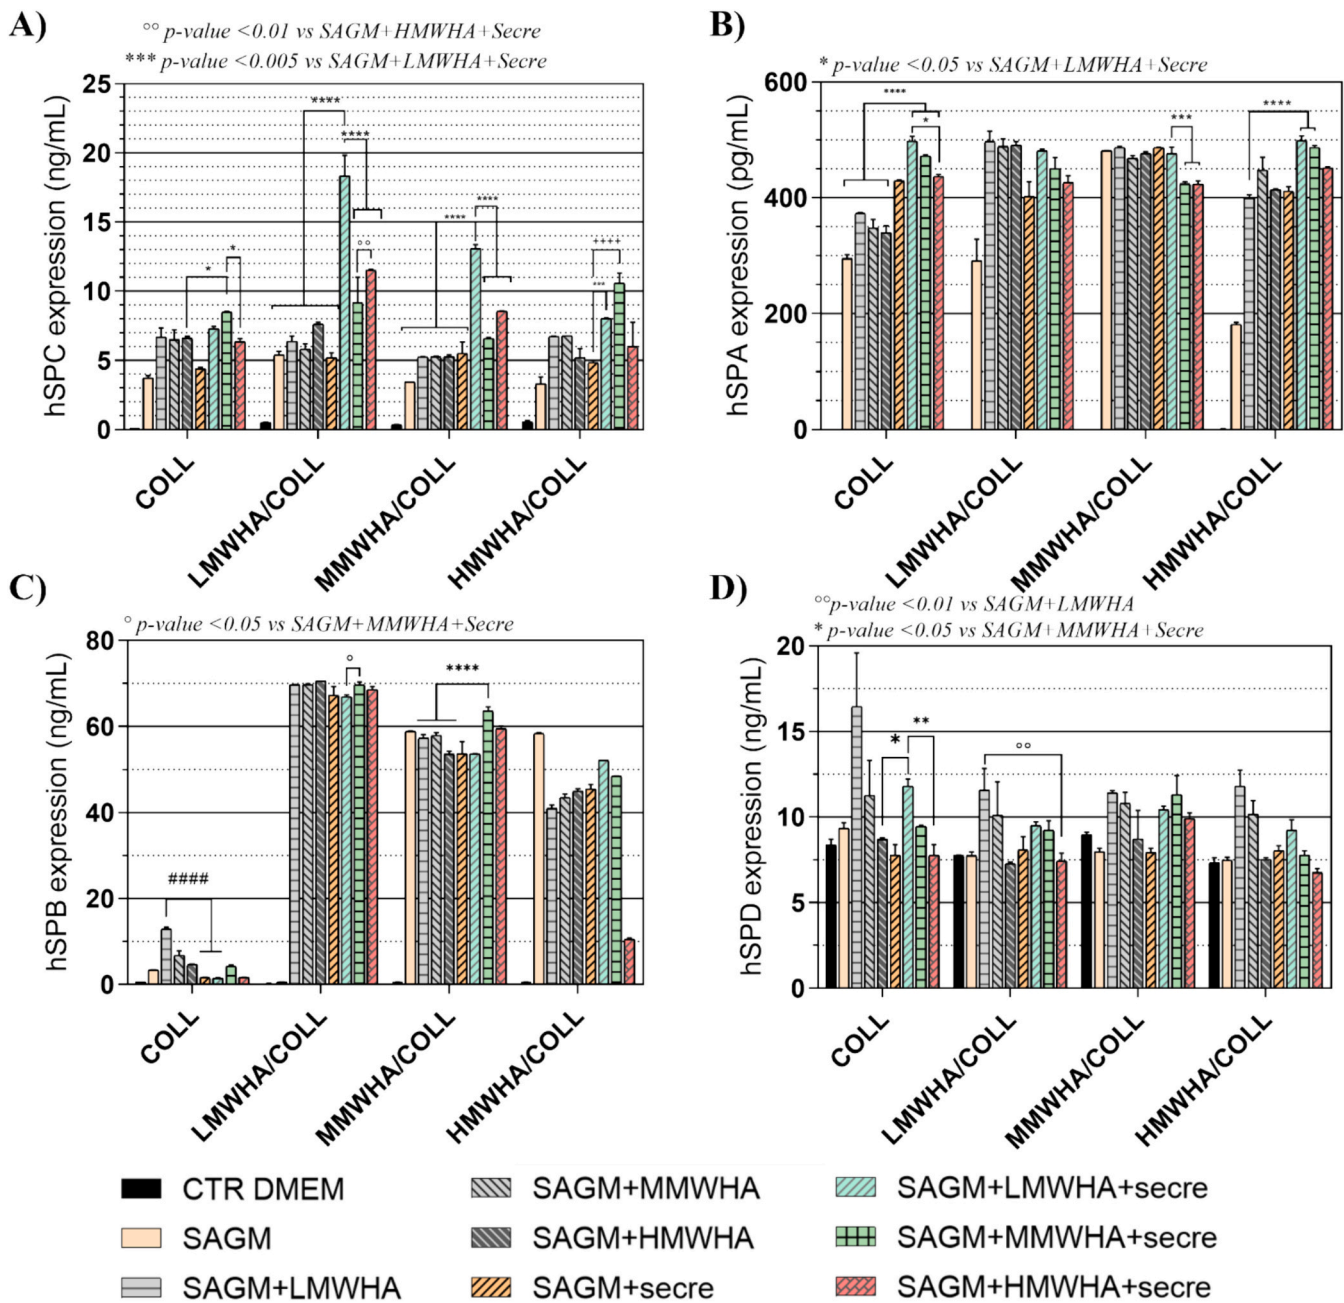 A)
°° p-value <0.01 vs SAGM+HMWHA+Secre
*** p-value <0.005 vs SAGM+LMWHA+Secre
hSPC expression (ng/mL)
25
20
15
10
5
0
* * **** **** °° **** **** *** ++++
COLL
LMWHA/COLL
MMWHA/COLL
HMWHA/COLL
B)
* p-value <0.05 vs SAGM+LMWHA+Secre
hSPA expression (pg/mL)
600
400
200
0
**** * *** ****
COLL
LMWHA/COLL
MMWHA/COLL
HMWHA/COLL
C)
° p-value <0.05 vs SAGM+MMWHA+Secre
hSPB expression (ng/mL)
80
60
40
20
0
#### ° ****
COLL
LMWHA/COLL
MMWHA/COLL
HMWHA/COLL
D)
°°p-value <0.01 vs SAGM+LMWHA
* p-value <0.05 vs SAGM+MMWHA+Secre
hSPD expression (ng/mL)
20
15
10
5
0
* ** °°
COLL
LMWHA/COLL
MMWHA/COLL
HMWHA/COLL
CTR DMEM
SAGM
SAGM+LMWHA
SAGM+MMWHA
SAGM+HMWHA
SAGM+secre
SAGM+LMWHA+secre
SAGM+MMWHA+secre
SAGM+HMWHA+secre